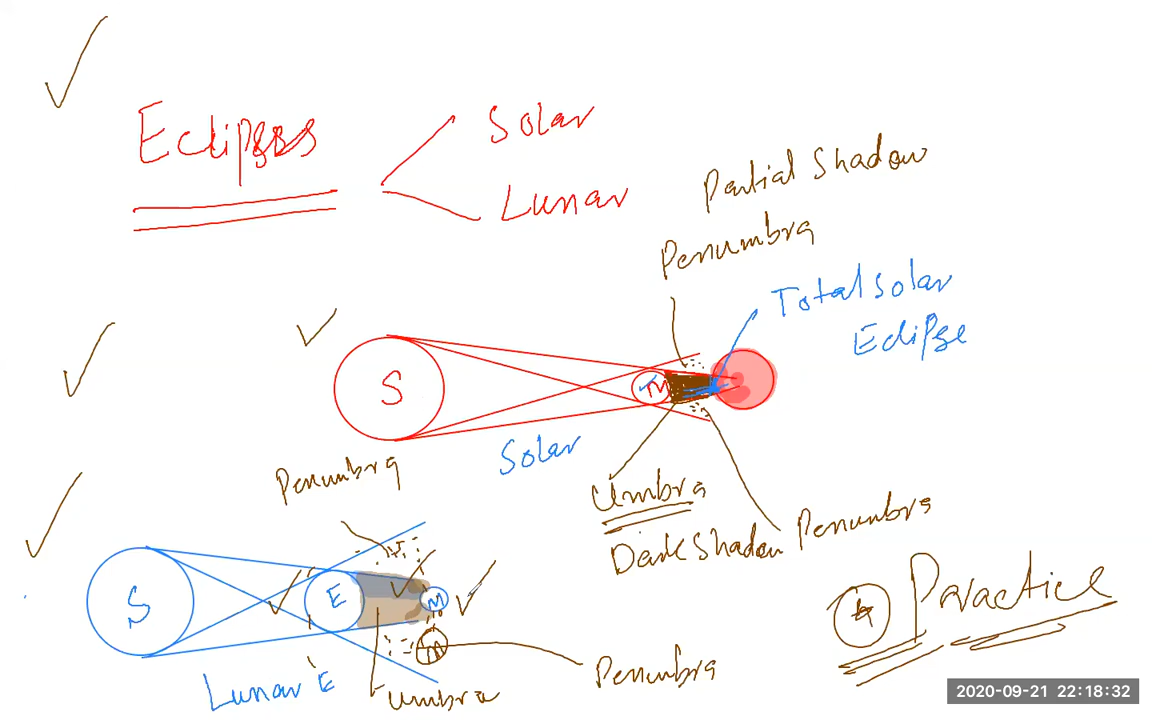 Eclipses
Solar
Lunar
Partial Shadow
Penumbra
Total Solar
Eclipse
S
M
Solar
Umbra
Dark Shadow
Penumbra
Penumbra
S
E
M
M
Penumbra
Lunar E
Umbra
Practice
2020-09-21 22:18:32